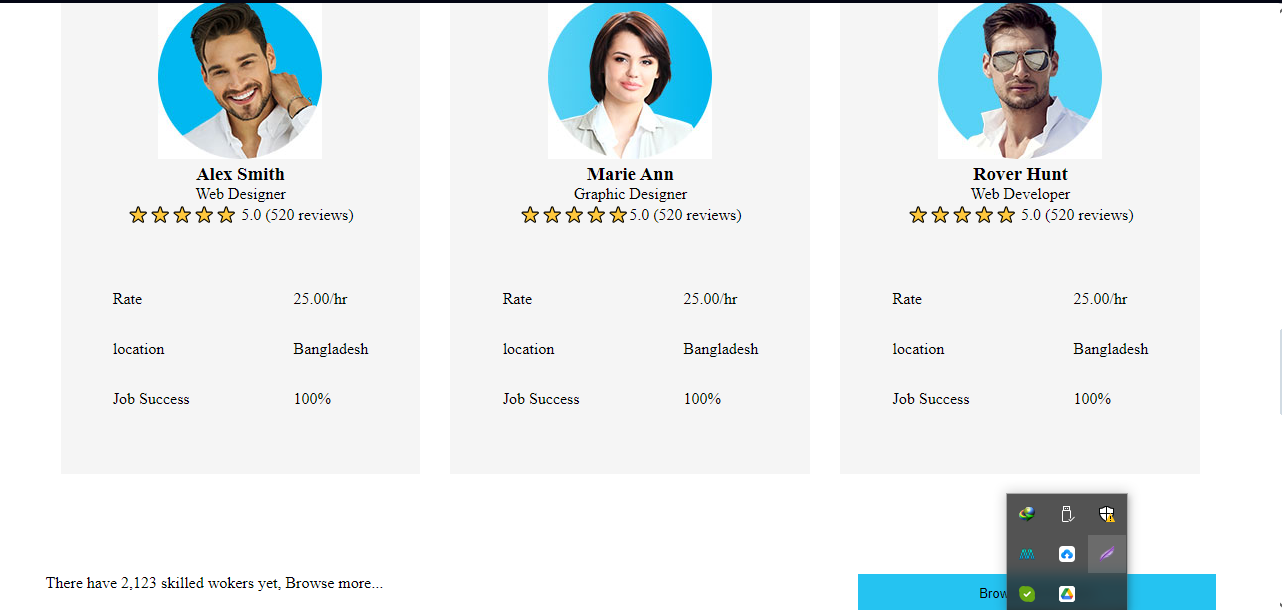 Alex Smith
Web Designer
5.0 (520 reviews)
Rate 25.00/hr
location Bangladesh
Job Success 100%
Marie Ann
Graphic Designer
5.0 (520 reviews)
Rate 25.00/hr
location Bangladesh
Job Success 100%
Rover Hunt
Web Developer
5.0 (520 reviews)
Rate 25.00/hr
location Bangladesh
Job Success 100%
There have 2,123 skilled wokers yet, Browse more...